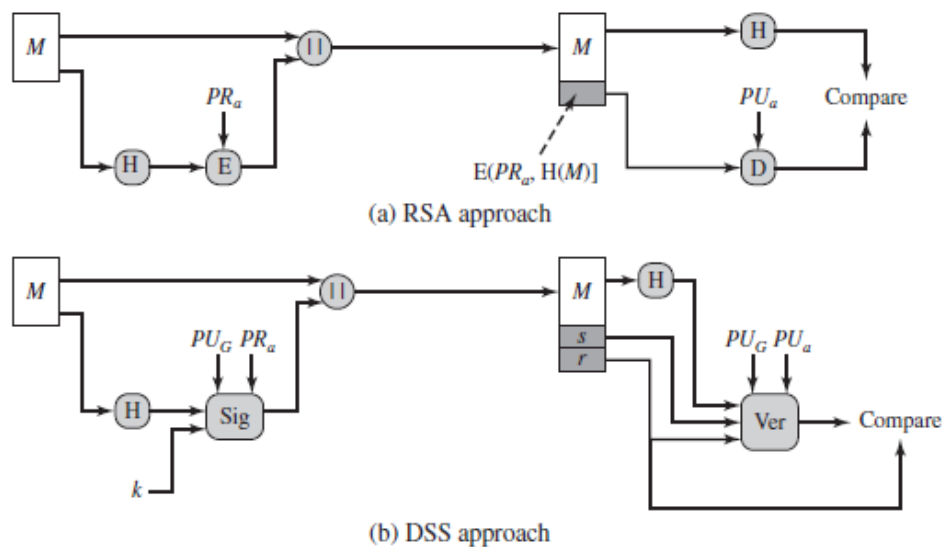 M
||
M
H
PRa
PUa
Compare
H
E
D
E(PRa, H(M)]
(a) RSA approach
M
||
M
H
s
r
PUG PRa
PUG PUa
H
Sig
Ver
Compare
k
(b) DSS approach